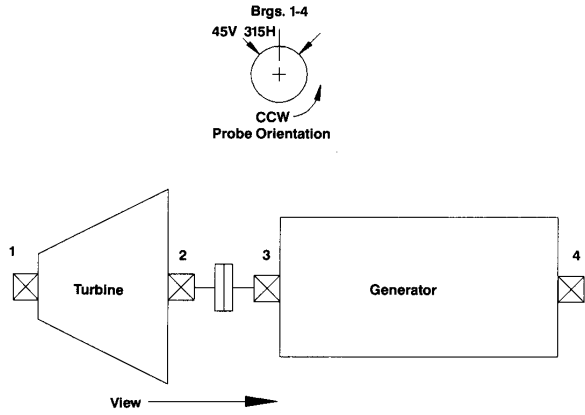 Brgs. 1-4
45V 315H
CCW
Probe Orientation
1
2
3
4
Turbine
Generator
View